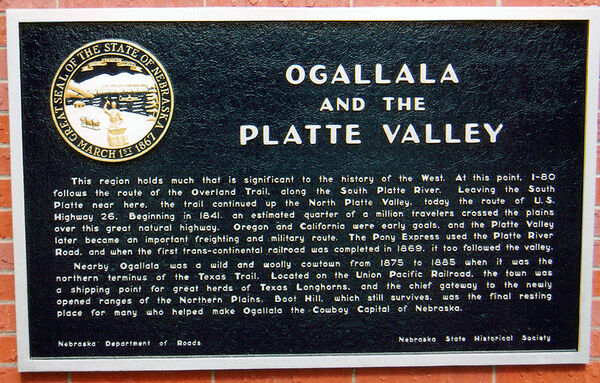 GREAT SEAL OF THE STATE OF NEBRASKA
MARCH 1ST 1867
OGALLALA
AND THE
PLATTE VALLEY
This region holds much that is significant to the history of the West. At this point, I-80
follows the route of the Overland Trail, along the South Platte River. Leaving the South
Platte near here, the trail continued up the North Platte Valley, today the route of U.S.
Highway 26. Beginning in 1841, an estimated quarter of a million travelers crossed the plains
over this great natural highway. Oregon and California were early goals, and the Platte Valley
later became an important freighting and military route. The Pony Express used the Platte River
Road, and when the first trans-continental railroad was completed in 1869, it too followed the valley.
Nearby Ogallala was a wild and woolly cowtown from 1875 to 1885 when it was the
northern terminus of the Texas Trail. Located on the Union Pacific Railroad, the town was
a shipping point for great herds of Texas Longhorns, and the chief gateway to the newly
opened ranges of the Northern Plains. Boot Hill, which still survives, was the final resting
place for many who helped make Ogallala the Cowboy Capital of Nebraska.
Nebraska Department of Roads
Nebraska State Historical Society